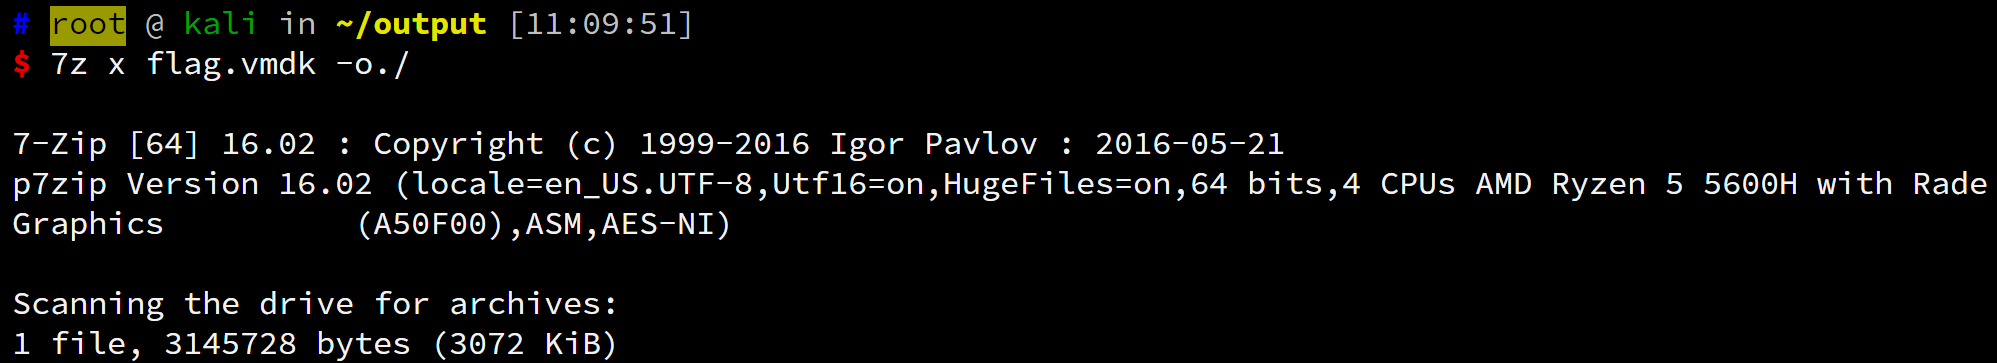 # root @ kali in ~/output [11:09:51]
$ 7z x flag.vmdk -o./
7-Zip [64] 16.02 : Copyright (c) 1999-2016 Igor Pavlov : 2016-05-21
p7zip Version 16.02 (locale=en_US.UTF-8,Utf16=on,HugeFiles=on,64 bits,4 CPUs AMD Ryzen 5 5600H with Rade
Graphics          (A50F00),ASM,AES-NI)
Scanning the drive for archives:
1 file, 3145728 bytes (3072 KiB)